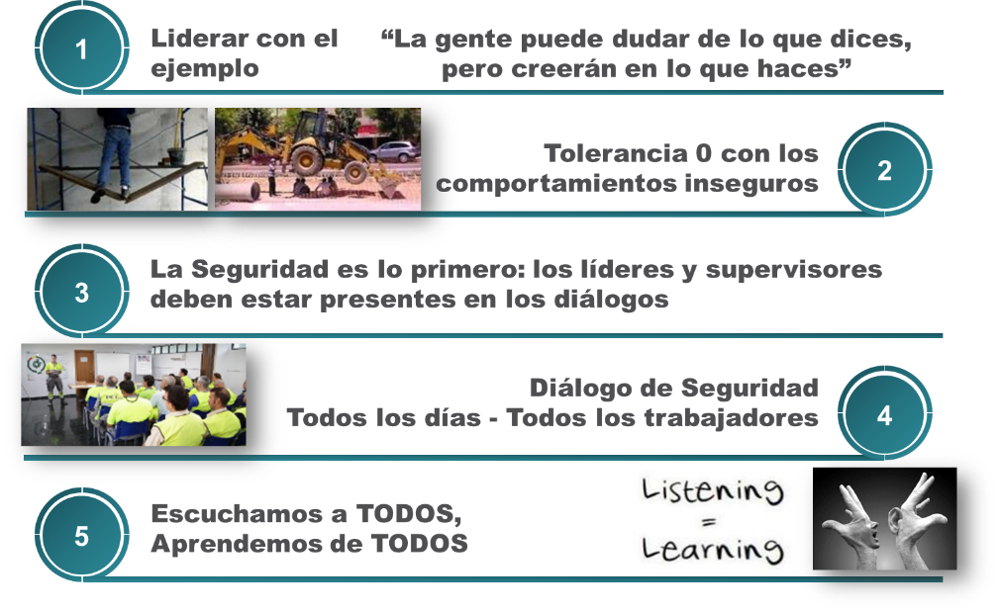 1
Liderar con el
ejemplo
“La gente puede dudar de lo que dices,
pero creerán en lo que haces”
Tolerancia 0 con los
comportamientos inseguros
2
3
La Seguridad es lo primero: los líderes y supervisores
deben estar presentes en los diálogos
Diálogo de Seguridad
Todos los días - Todos los trabajadores
4
5
Escuchamos a TODOS,
Aprendemos de TODOS
Listening
=
Learning